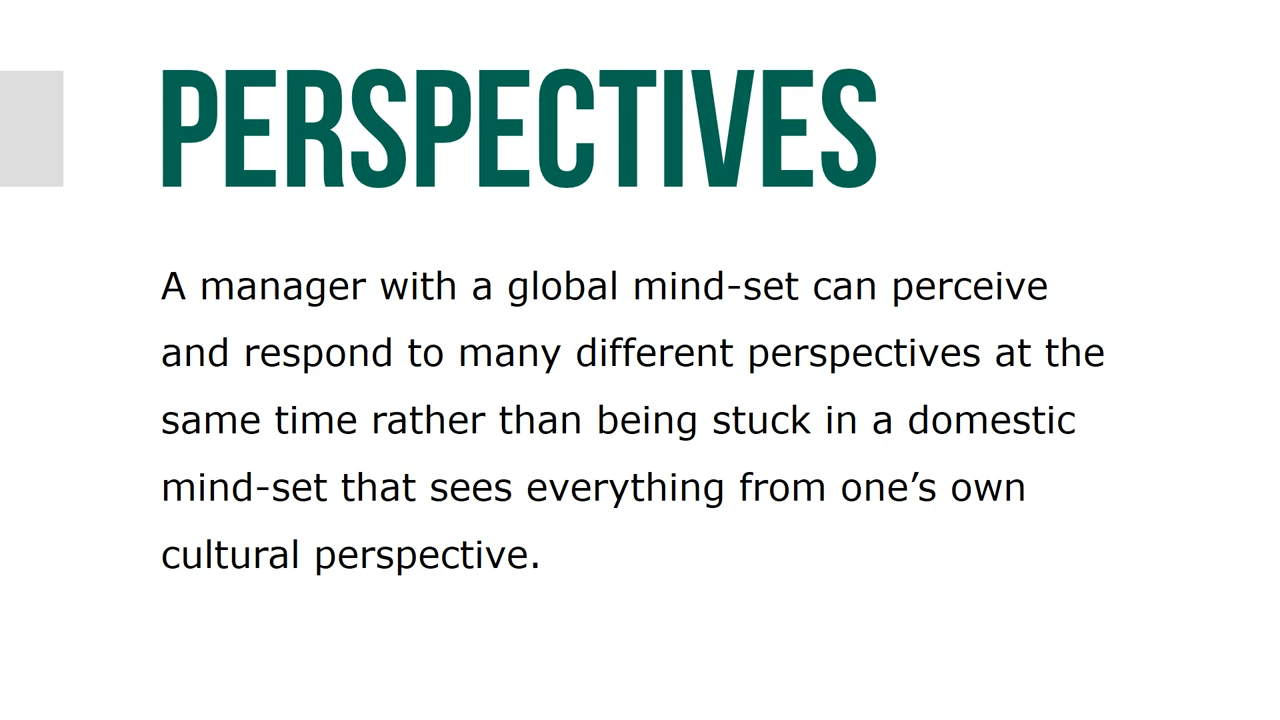 PERSPECTIVES
A manager with a global mind-set can perceive
and respond to many different perspectives at the
same time rather than being stuck in a domestic
mind-set that sees everything from one’s own
cultural perspective.